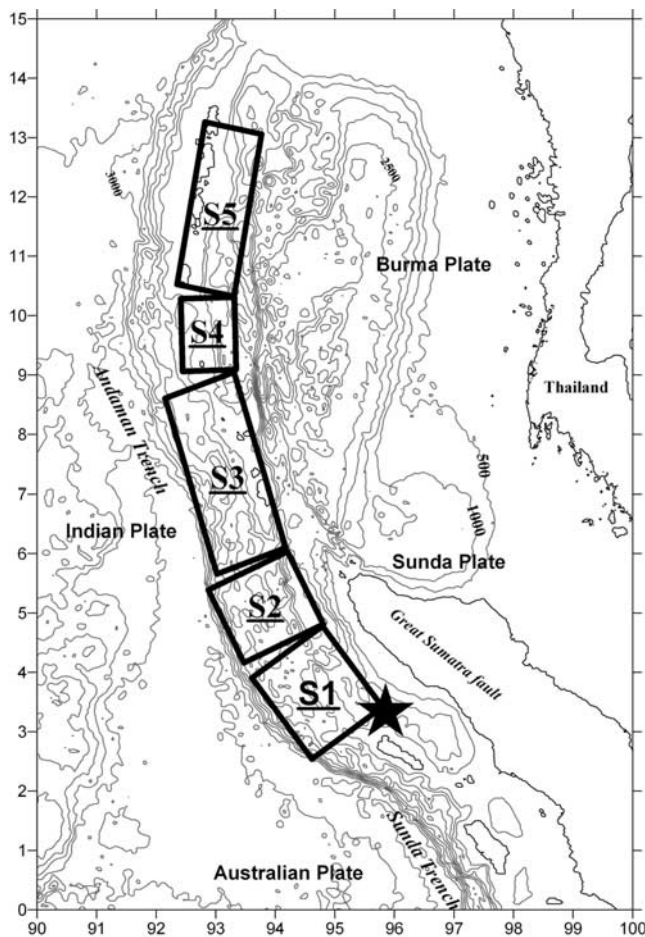 15
14
13
12
11
10
9
8
7
6
5
4
3
2
1
0
3000
2500
S5
Burma Plate
S4
Andaman Trench
Thailand
S3
500
1000
Indian Plate
Sunda Plate
S2
Great Sumatra fault
S1
Australian Plate
Sunda Trench
90 91 92 93 94 95 96 97 98 99 100